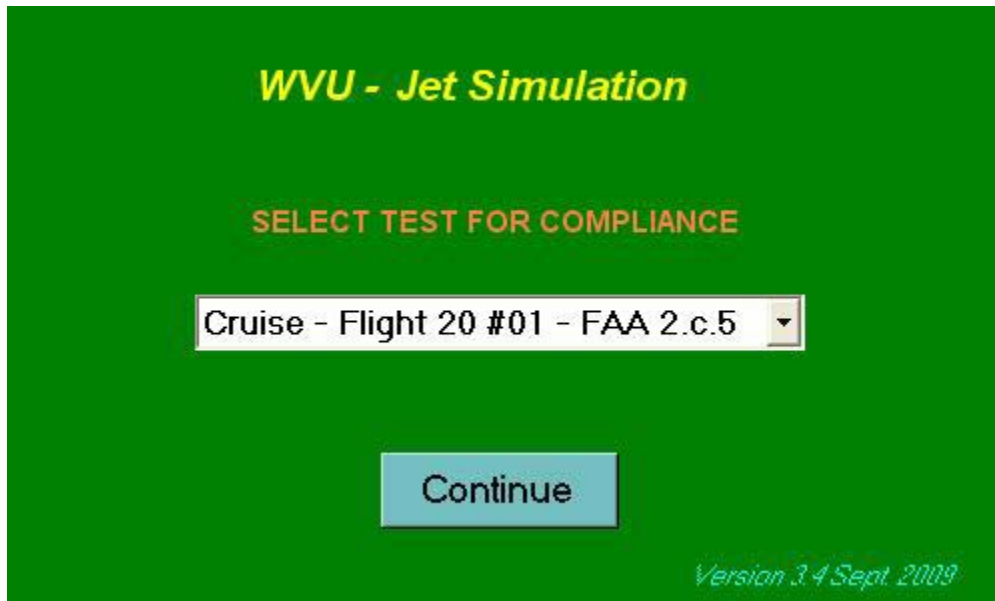 WVU - Jet Simulation
SELECT TEST FOR COMPLIANCE
Cruise - Flight 20 #01 - FAA 2.c.5
Continue
Version 3.4 Sept. 2009